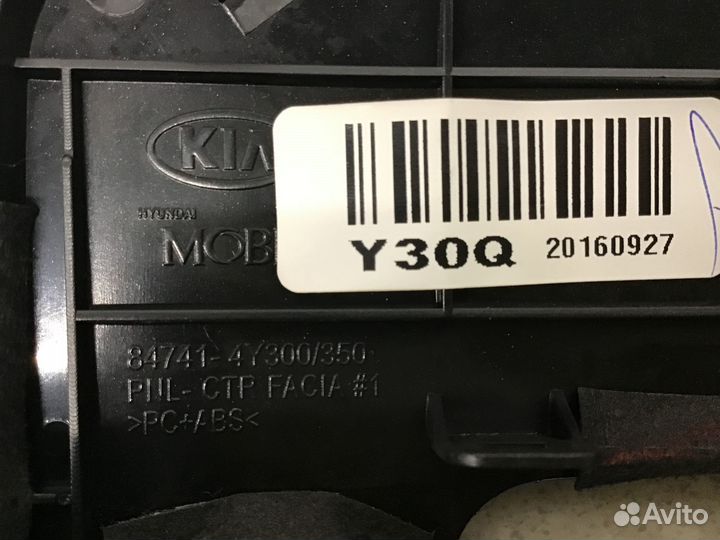 KIA
HYUNDAI
MOB
Y30Q 20160927
84741-4Y300/350
PNL- CTR FACIA #1
>PC+ABS<
Avito